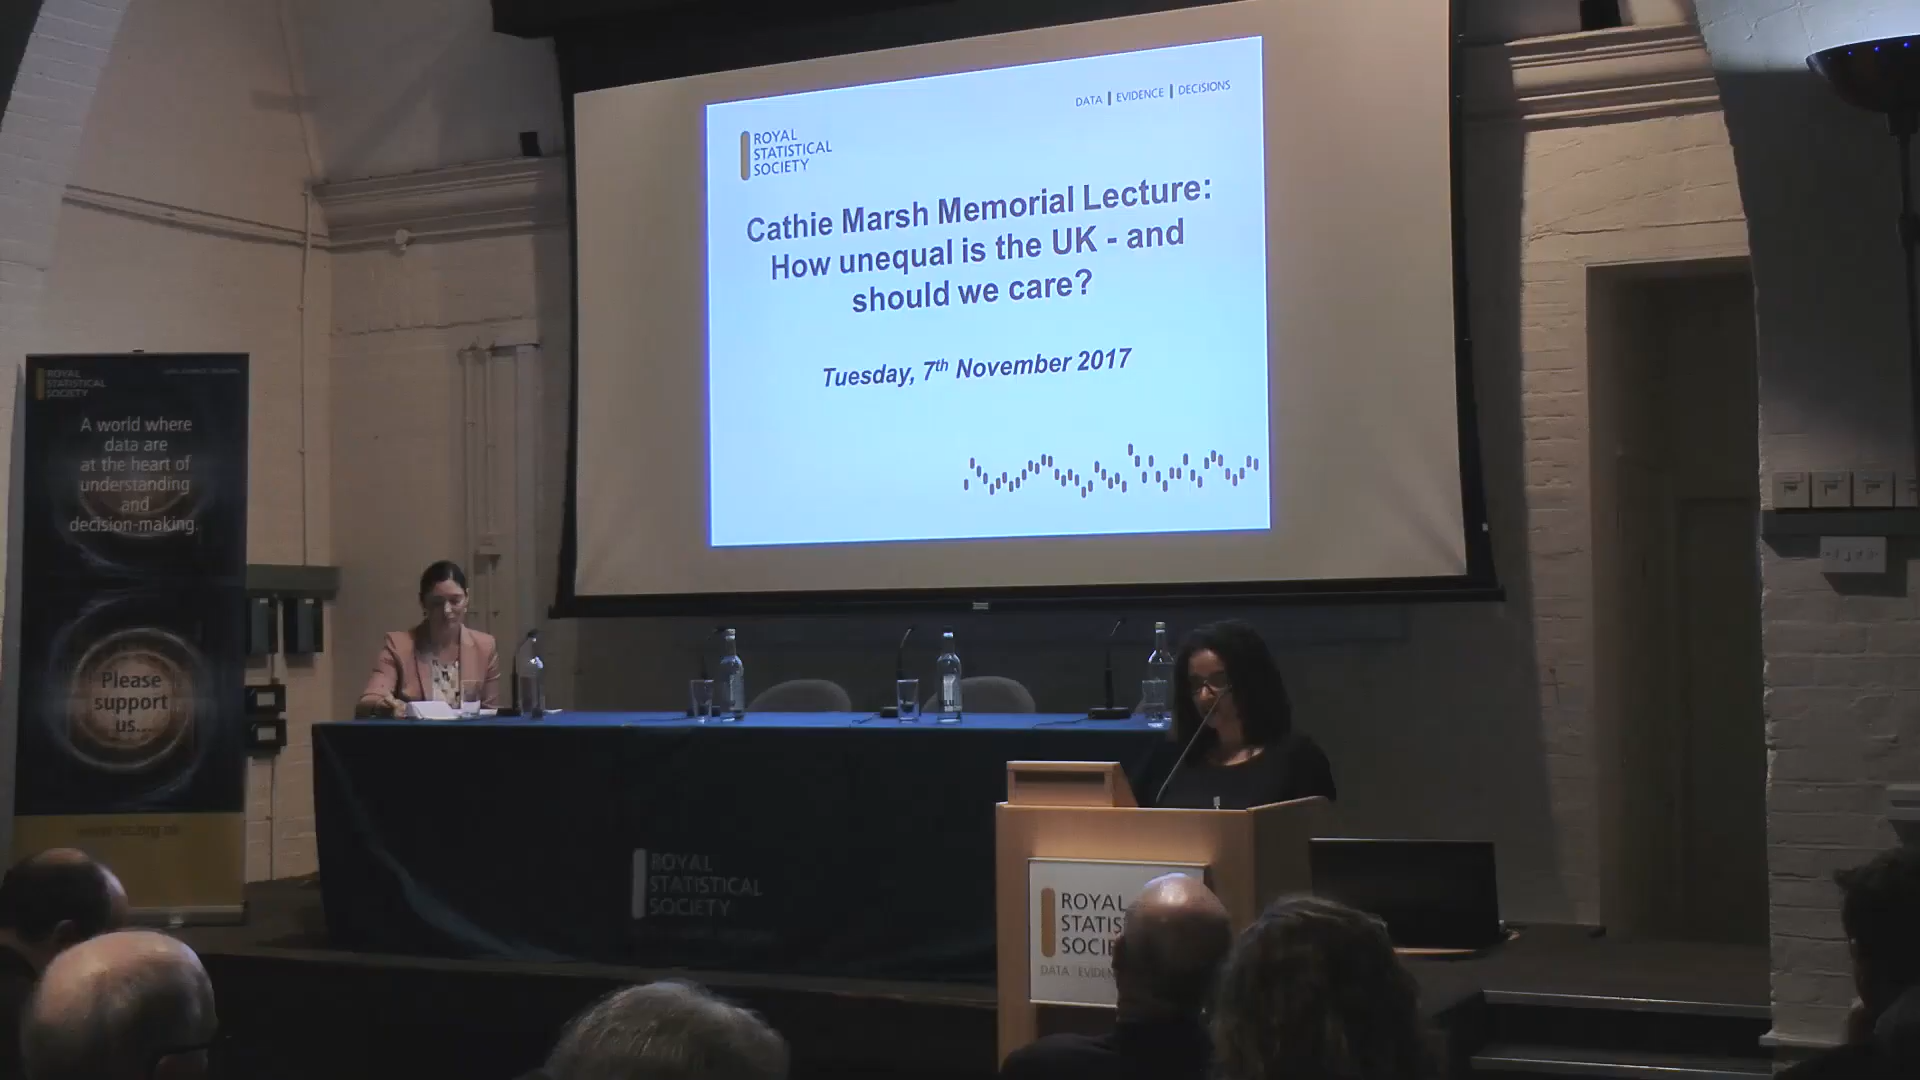 DATA | EVIDENCE | DECISIONS
ROYAL
STATISTICAL
SOCIETY
Cathie Marsh Memorial Lecture:
How unequal is the UK - and
should we care?
Tuesday, 7th November 2017
ROYAL
STATISTICAL
SOCIETY
A world where
data are
at the heart of
understanding
and
decision-making.
Please
support
us...
ROYAL
STATISTICAL
SOCIETY
ROYAL
STATIS
SOCIE
DATA EVIDEN